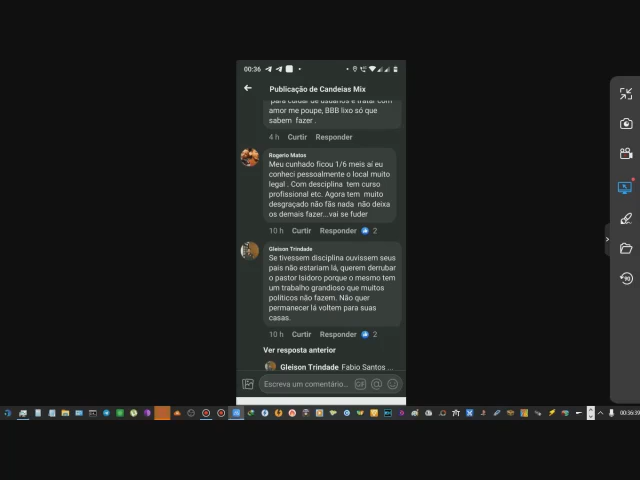 00:36
Publicação de Candeias Mix
para cuidar de usuários e tratar com
amor me poupe, BBB lixo só que
sabem fazer .
4 h Curtir Responder
Rogerio Matos
Meu cunhado ficou 1/6 meis aí eu
conheci pessoalmente o local muito
legal . Com desciplina tem curso
profissional etc. Agora tem muito
desgraçado não fãs nada não deixa
os demais fazer...vai se fuder
10 h Curtir Responder 2
Gleison Trindade
Se tivessem disciplina ouvissem seus
pais não estariam lá, querem derrubar
o pastor Isidoro porque o mesmo tem
um trabalho grandioso que muitos
políticos não fazem. Não quer
permanecer lá voltem para suas
casas.
10 h Curtir Responder 2
Ver resposta anterior
Gleison Trindade Fabio Santos ...
Escreva um comentário... GIF
90
00:36:39